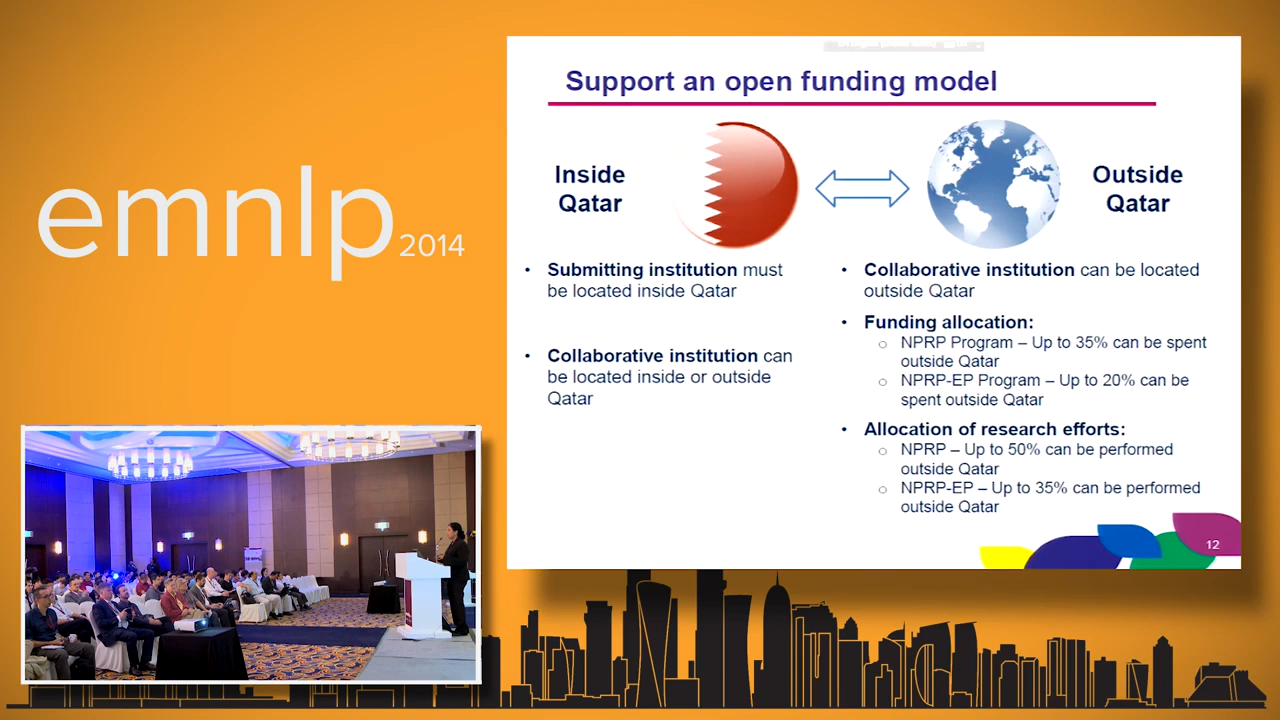 emnlp 2014
Support an open funding model
Inside
Qatar
Outside
Qatar
• Submitting institution must
be located inside Qatar
• Collaborative institution can
be located inside or outside
Qatar
• Collaborative institution can be located
outside Qatar
• Funding allocation:
○ NPRP Program – Up to 35% can be spent
outside Qatar
○ NPRP-EP Program – Up to 20% can be
spent outside Qatar
• Allocation of research efforts:
○ NPRP – Up to 50% can be performed
outside Qatar
○ NPRP-EP – Up to 35% can be performed
outside Qatar
12